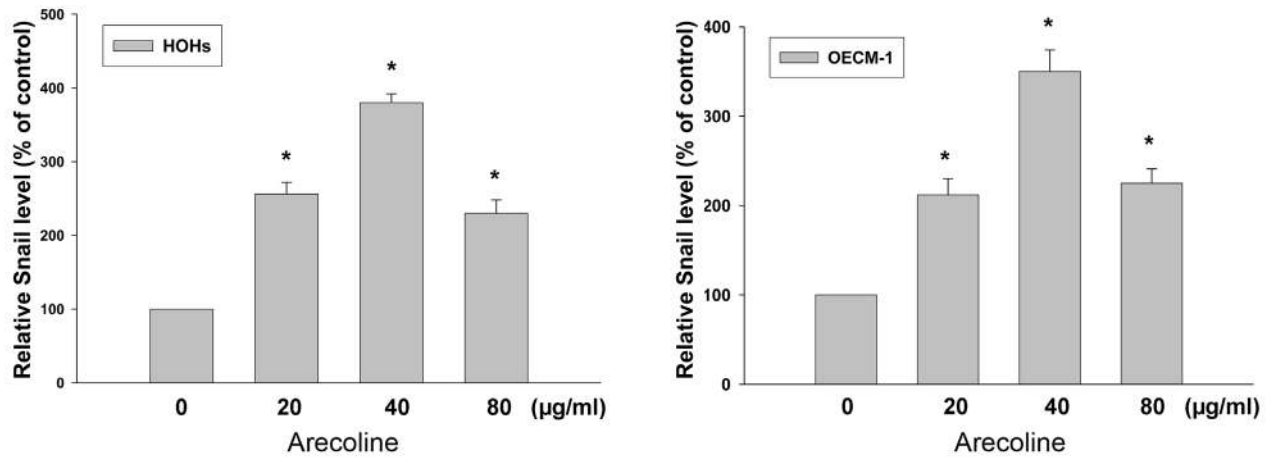 Relative Snail level (% of control)
500
400
300
200
100
0
HOHs
*
*
*
0 20 40 80 (µg/ml)
Arecoline
Relative Snail level (% of control)
400
300
200
100
0
OECM-1
*
*
*
0 20 40 80 (µg/ml)
Arecoline